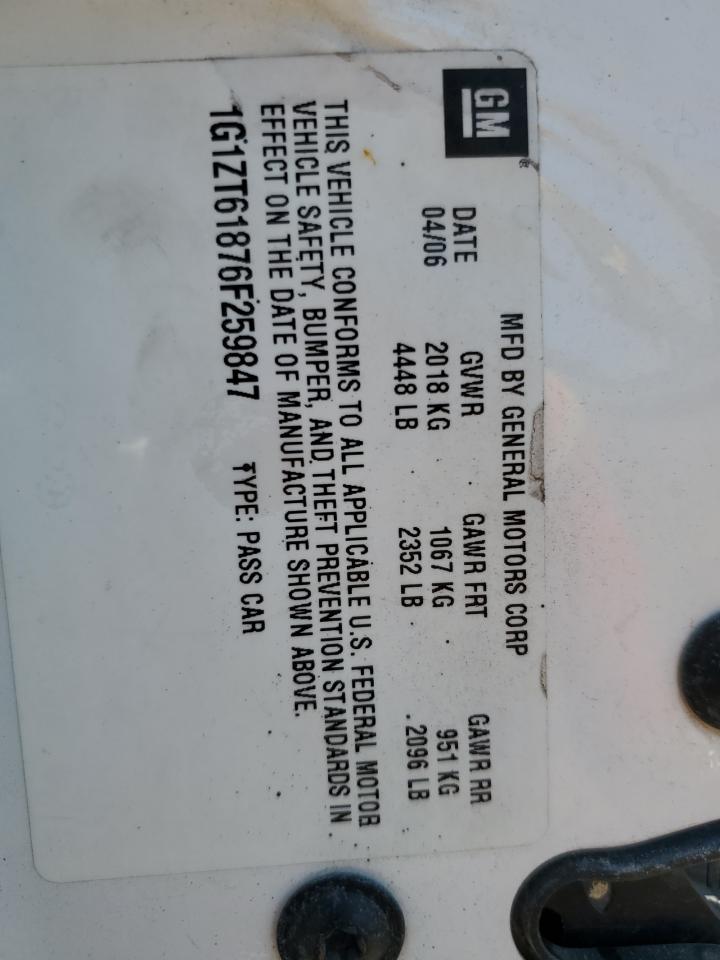 GM
MFD BY GENERAL MOTORS CORP
DATE GVWR GAWR FRT GAWR RR
04/06 2018 KG 1067 KG 951 KG
4448 LB 2352 LB 2096 LB
THIS VEHICLE CONFORMS TO ALL APPLICABLE U.S. FEDERAL MOTOR
VEHICLE SAFETY, BUMPER, AND THEFT PREVENTION STANDARDS IN
EFFECT ON THE DATE OF MANUFACTURE SHOWN ABOVE.
1G1ZT61876F259847 TYPE: PASS CAR